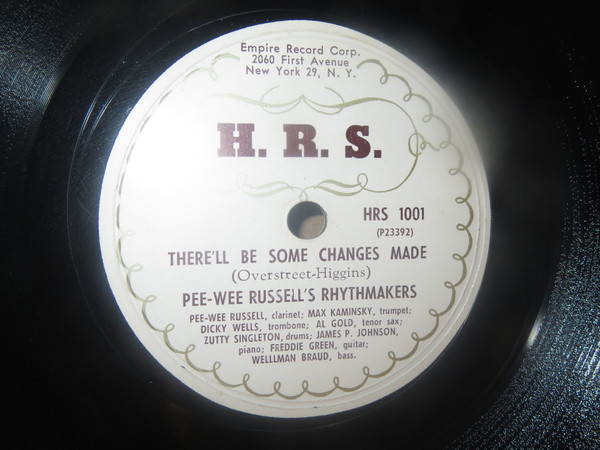 Empire Record Corp.
2060 First Avenue
New York 29, N. Y.
H. R. S.
HRS 1001
(P23392)
THERE'LL BE SOME CHANGES MADE
(Overstreet-Higgins)
PEE-WEE RUSSELL'S RHYTHMAKERS
PEE-WEE RUSSELL, clarinet; MAX KAMINSKY, trumpet;
DICKY WELLS, trombone; AL GOLD, tenor sax;
ZUTTY SINGLETON, drums; JAMES P. JOHNSON,
piano; FREDDIE GREEN, guitar;
WELLLMAN BRAUD, bass.